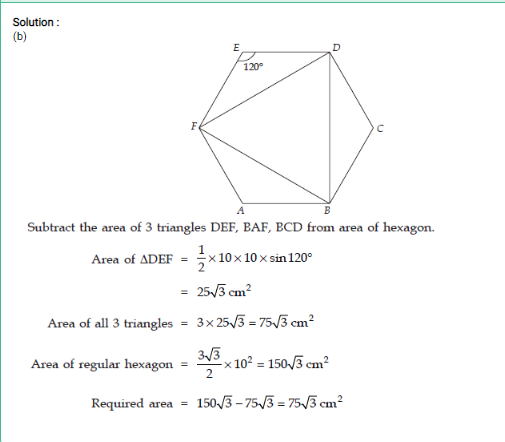 Solution :
(b)
E
D
120°
F
C
A
B
Subtract the area of 3 triangles DEF, BAF, BCD from area of hexagon.
Area of ΔDEF = 1/2 × 10 × 10 × sin 120°
= 25√3 cm²
Area of all 3 triangles = 3 × 25√3 = 75√3 cm²
Area of regular hexagon = 3√3/2 × 10² = 150√3 cm²
Required area = 150√3 – 75√3 = 75√3 cm²